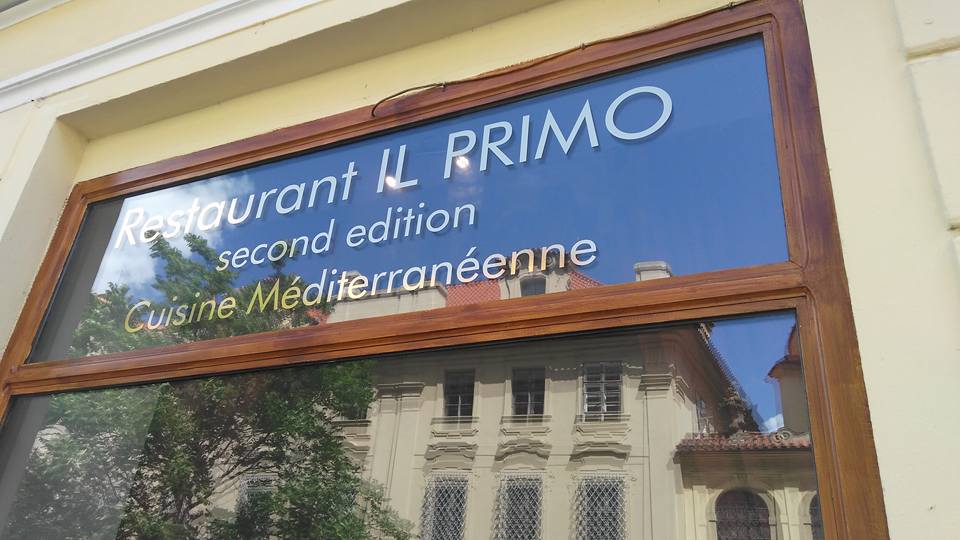 Restaurant IL PRIMO
second edition
Cuisine Méditerranéenne